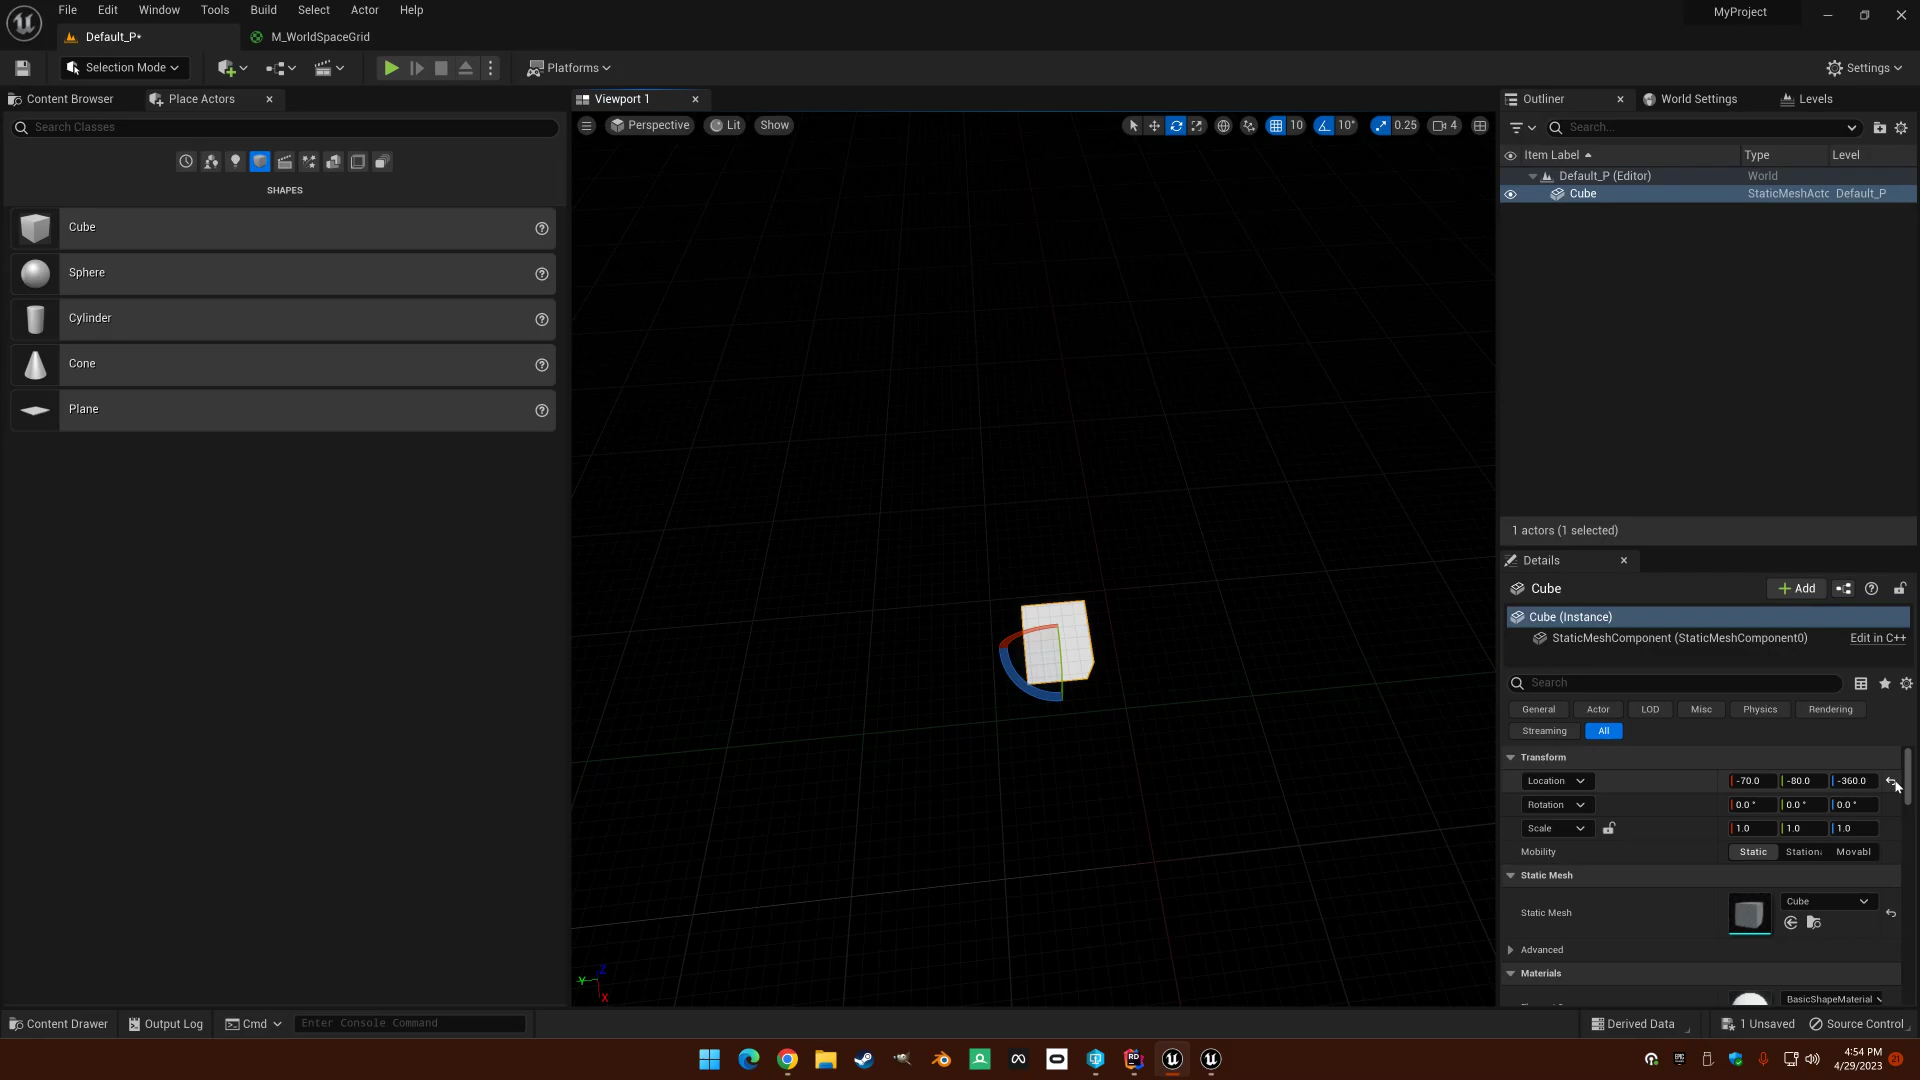 File Edit Window Tools Build Select Actor Help
MyProject
Default_P* M_WorldSpaceGrid
Selection Mode Platforms Settings
Content Browser Place Actors Viewport 1 Outliner World Settings Levels
Search Classes
Perspective Lit Show 10 10° 0.25 4
Search...
Item Label Type Level
Default_P (Editor) World
Cube StaticMeshActc Default_P
SHAPES
Cube
Sphere
Cylinder
Cone
Plane
1 actors (1 selected)
Details
Cube Add
Cube (Instance)
StaticMeshComponent (StaticMeshComponent0) Edit in C++
Search
General Actor LOD Misc Physics Rendering
Streaming All
Transform
Location -70.0 -80.0 -360.0
Rotation 0.0 ° 0.0 ° 0.0 °
Scale 1.0 1.0 1.0
Mobility Static Station Movabl
Static Mesh
Cube
Static Mesh
Advanced
Materials
BasicShapeMaterial
Y Z X
Content Drawer Output Log Cmd Enter Console Command Derived Data 1 Unsaved Source Control
4:54 PM
4/29/2023
21